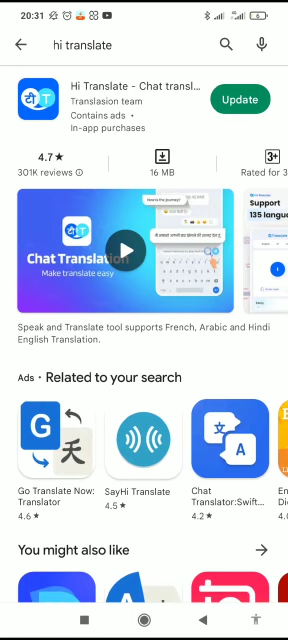 20:31
hi translate
Hi Translate - Chat transl...
Translasion team
Contains ads •
In-app purchases
Update
4.7★
301K reviews
16 MB
3+
Rated for 3
Chat Translation
Make translate easy
Support
135 langua
Speak and Translate tool supports French, Arabic and Hindi
English Translation.
Ads • Related to your search
G
Go Translate Now:
Translator
4.6★
SayHi Translate
4.5★
文
A
Chat
Translator:Swift...
4.2★
You might also like